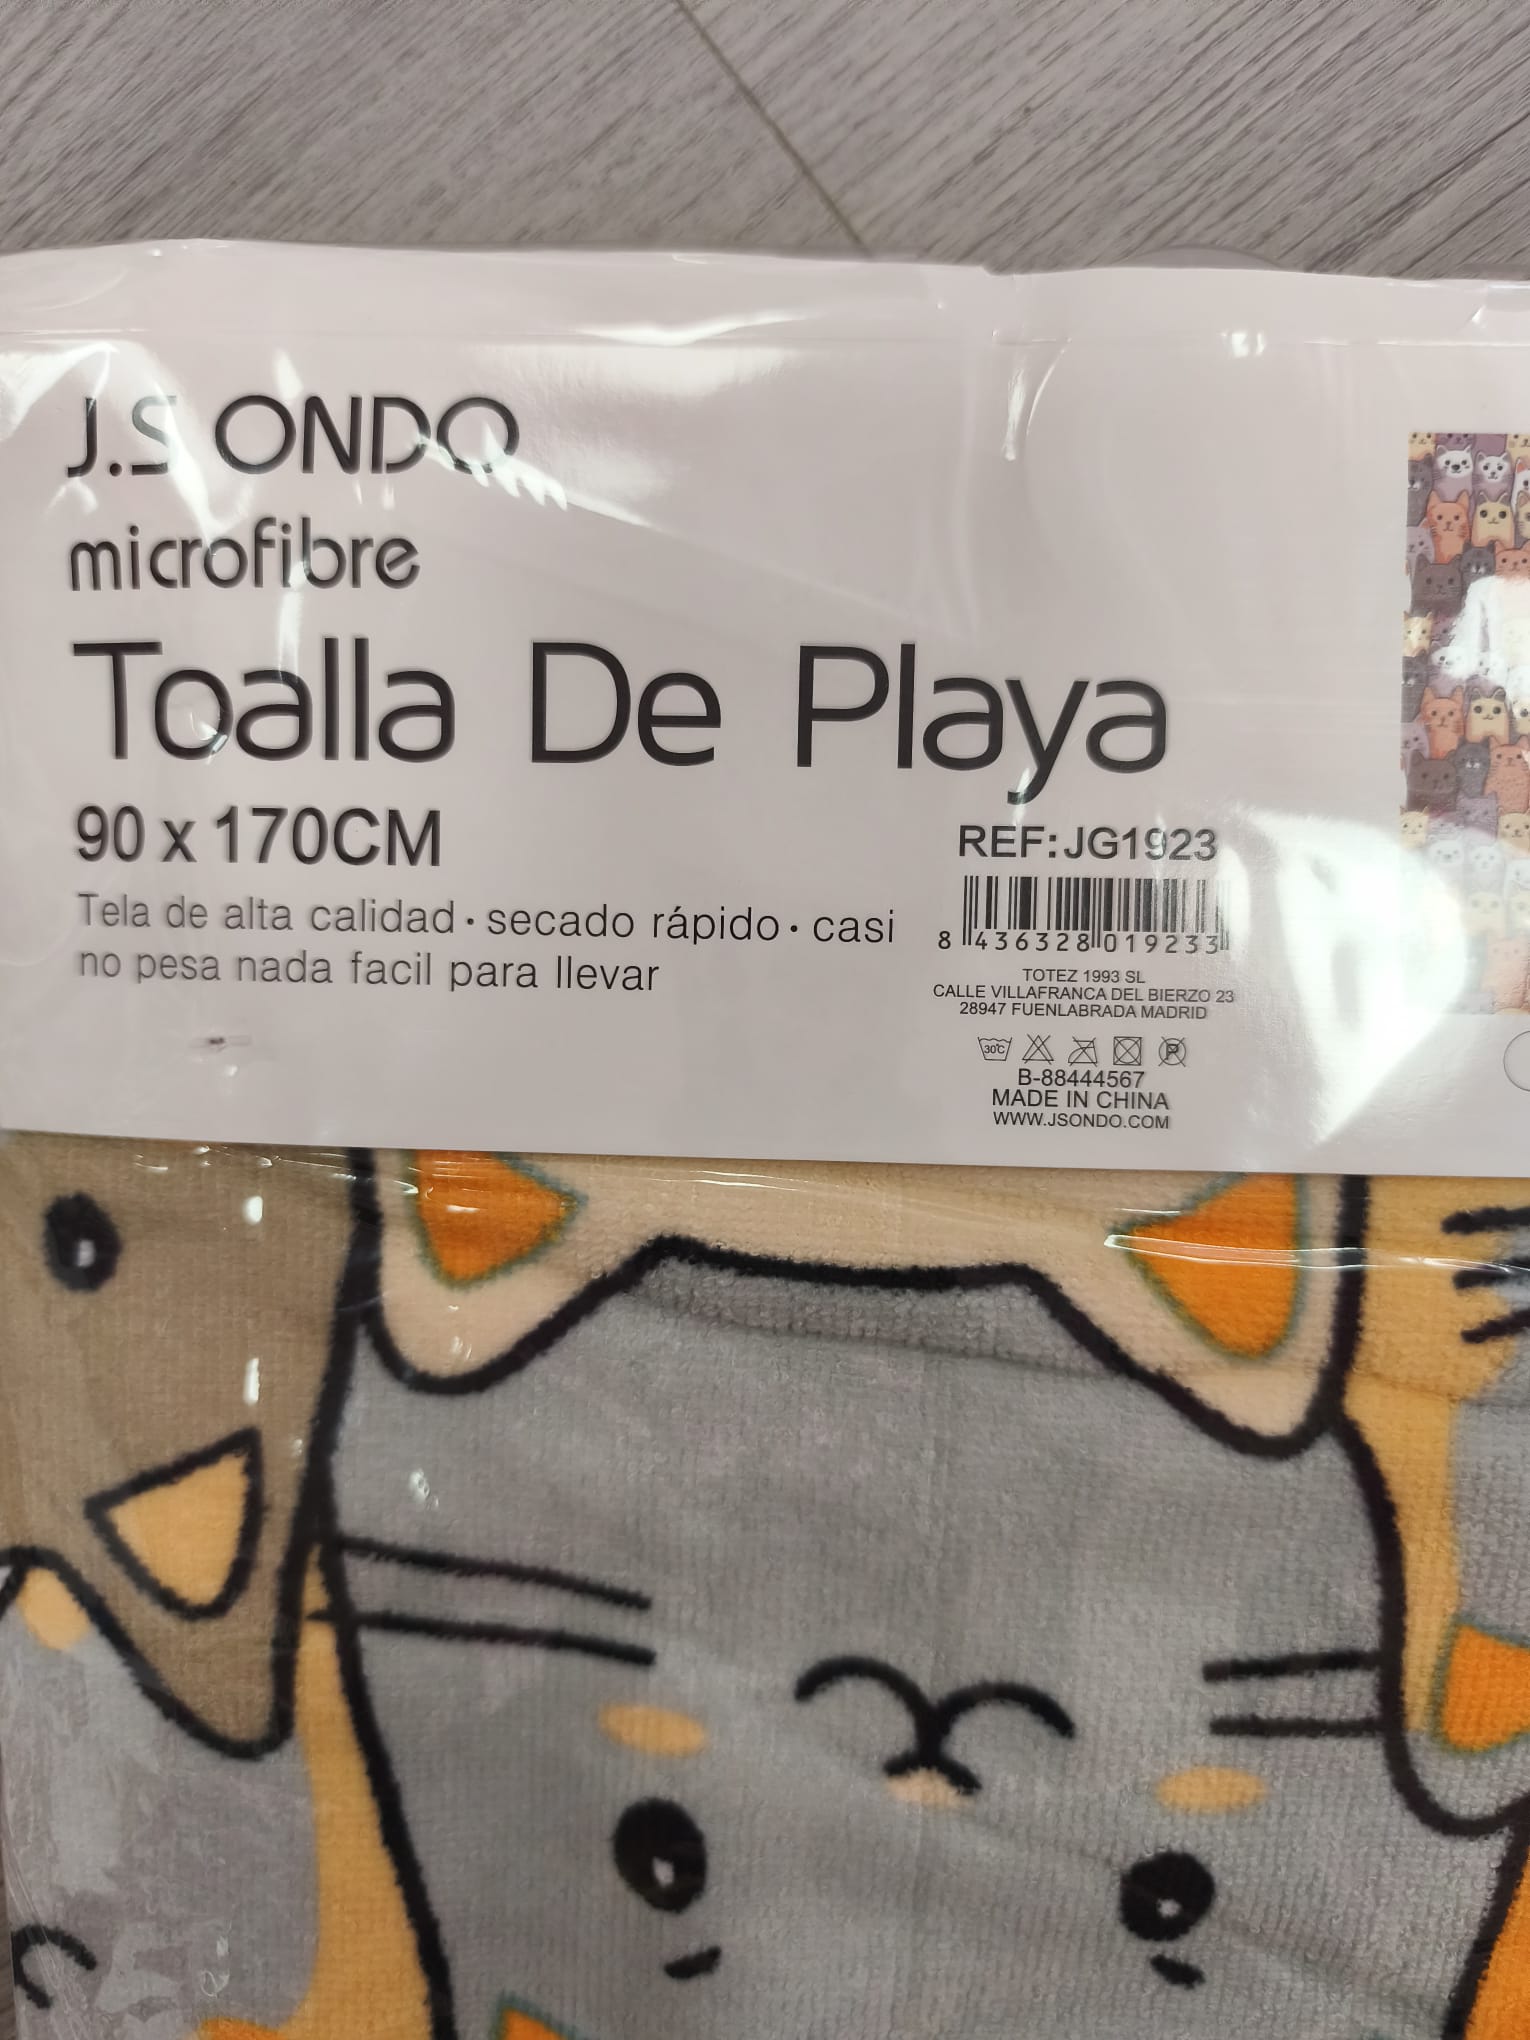 J.S ONDO
microfibre
Toalla De Playa
90 x 170CM
Tela de alta calidad · secado rápido · casi
no pesa nada facil para llevar
REF:JG1923
8 436328 019233
TOTEZ 1993 SL
CALLE VILLAFRANCA DEL BIERZO 23
28947 FUENLABRADA MADRID
30°C
P
B-88444567
MADE IN CHINA
WWW.JSONDO.COM